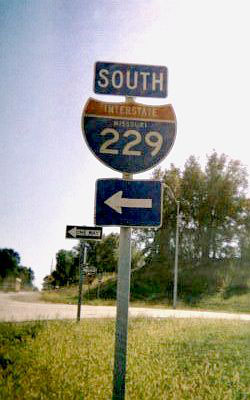 SOUTH
INTERSTATE
MISSOURI
229
ONE WAY